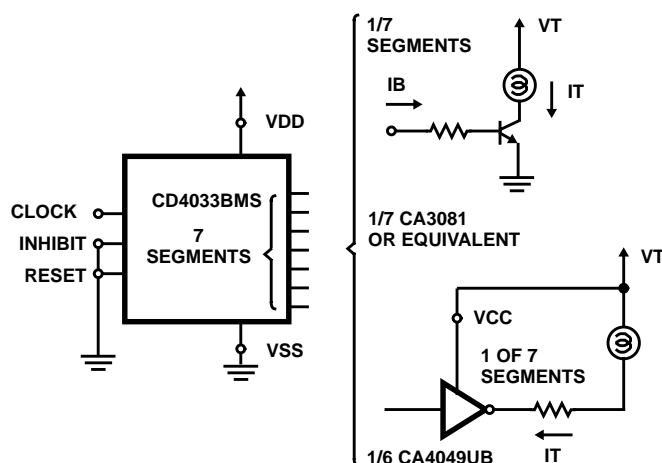 1/7
SEGMENTS
VT
IB
IT
VDD
CD4033BMS
7
SEGMENTS
CLOCK
INHIBIT
RESET
VSS
1/7 CA3081
OR EQUIVALENT
VT
VCC
1 OF 7
SEGMENTS
IT
1/6 CA4049UB